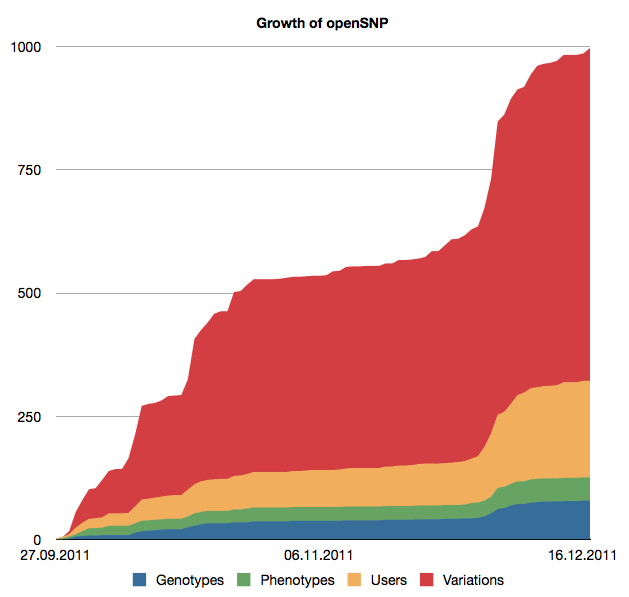 Growth of openSNP
1000
750
500
250
0
27.09.2011 06.11.2011 16.12.2011
Genotypes Phenotypes Users Variations